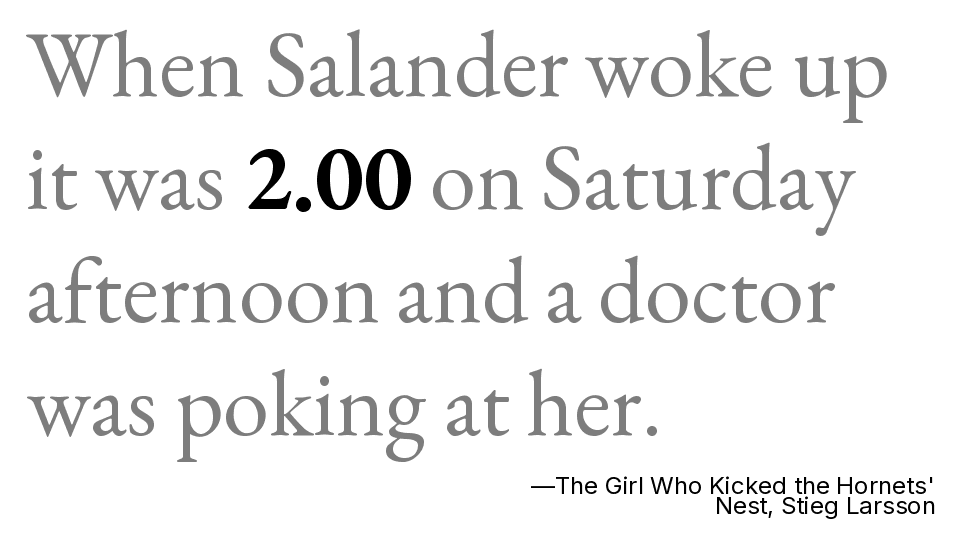 When Salander woke up
it was 2.00 on Saturday
afternoon and a doctor
was poking at her.
—The Girl Who Kicked the Hornets'
Nest, Stieg Larsson